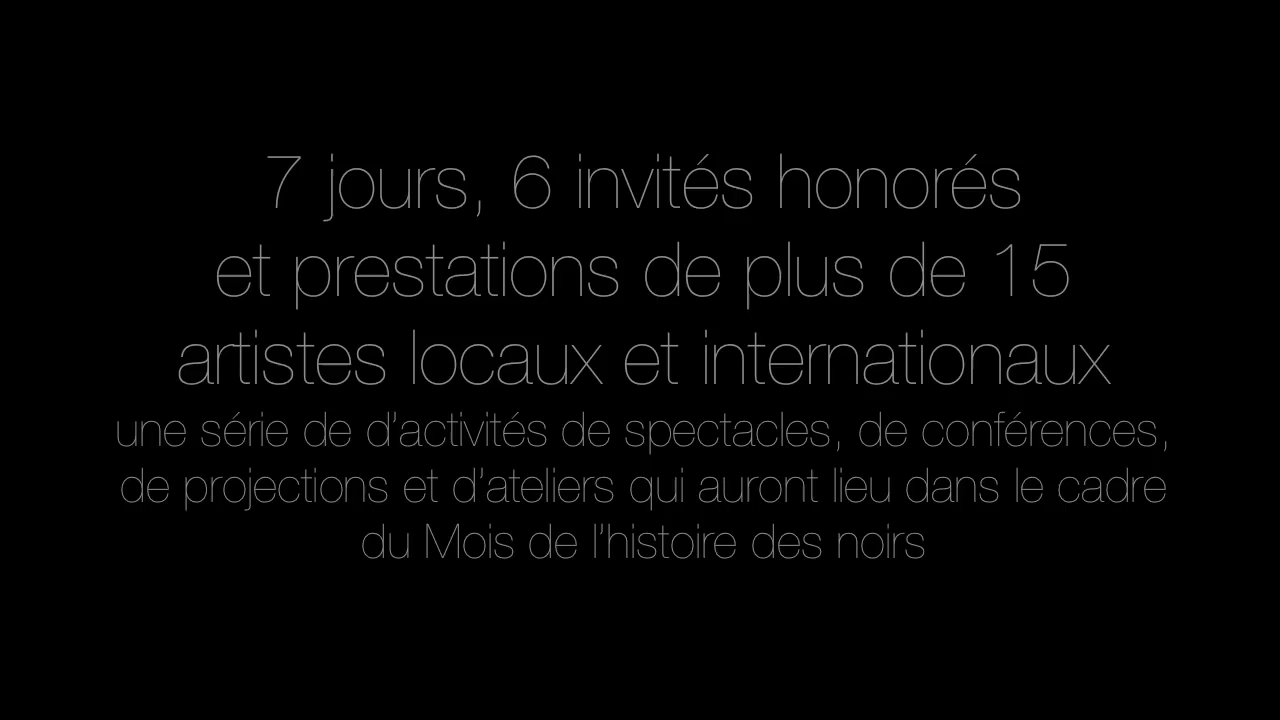 7 jours, 6 invités honorés
et prestations de plus de 15
artistes locaux et internationaux
une série de d’activités de spectacles, de conférences,
de projections et d’ateliers qui auront lieu dans le cadre
du Mois de l’histoire des noirs